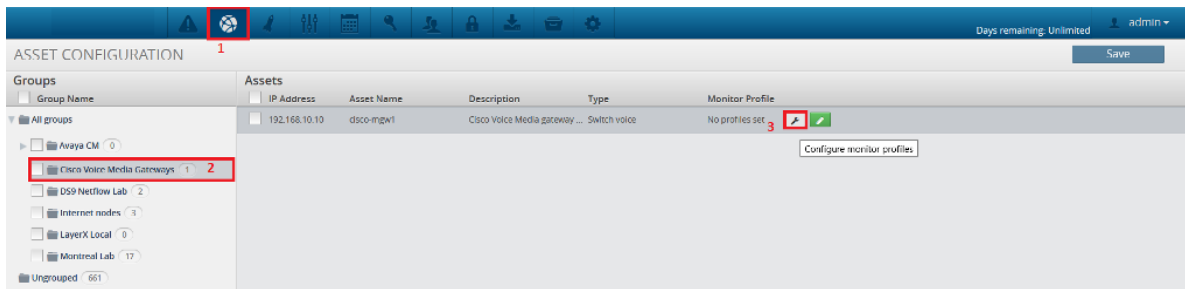 Days remaining: Unlimited
admin
1
ASSET CONFIGURATION
Save
Groups
Assets
Group Name
IP Address Asset Name Description Type Monitor Profile
All groups
192.168.10.10 cisco-mgw1 Cisco Voice Media gateway ... Switch voice No profiles set
3
Avaya CM 0
Configure monitor profiles
Cisco Voice Media Gateways 1
2
DS9 Netflow Lab 2
Internet nodes 3
LayerX Local 0
Montreal Lab 17
Ungrouped 661